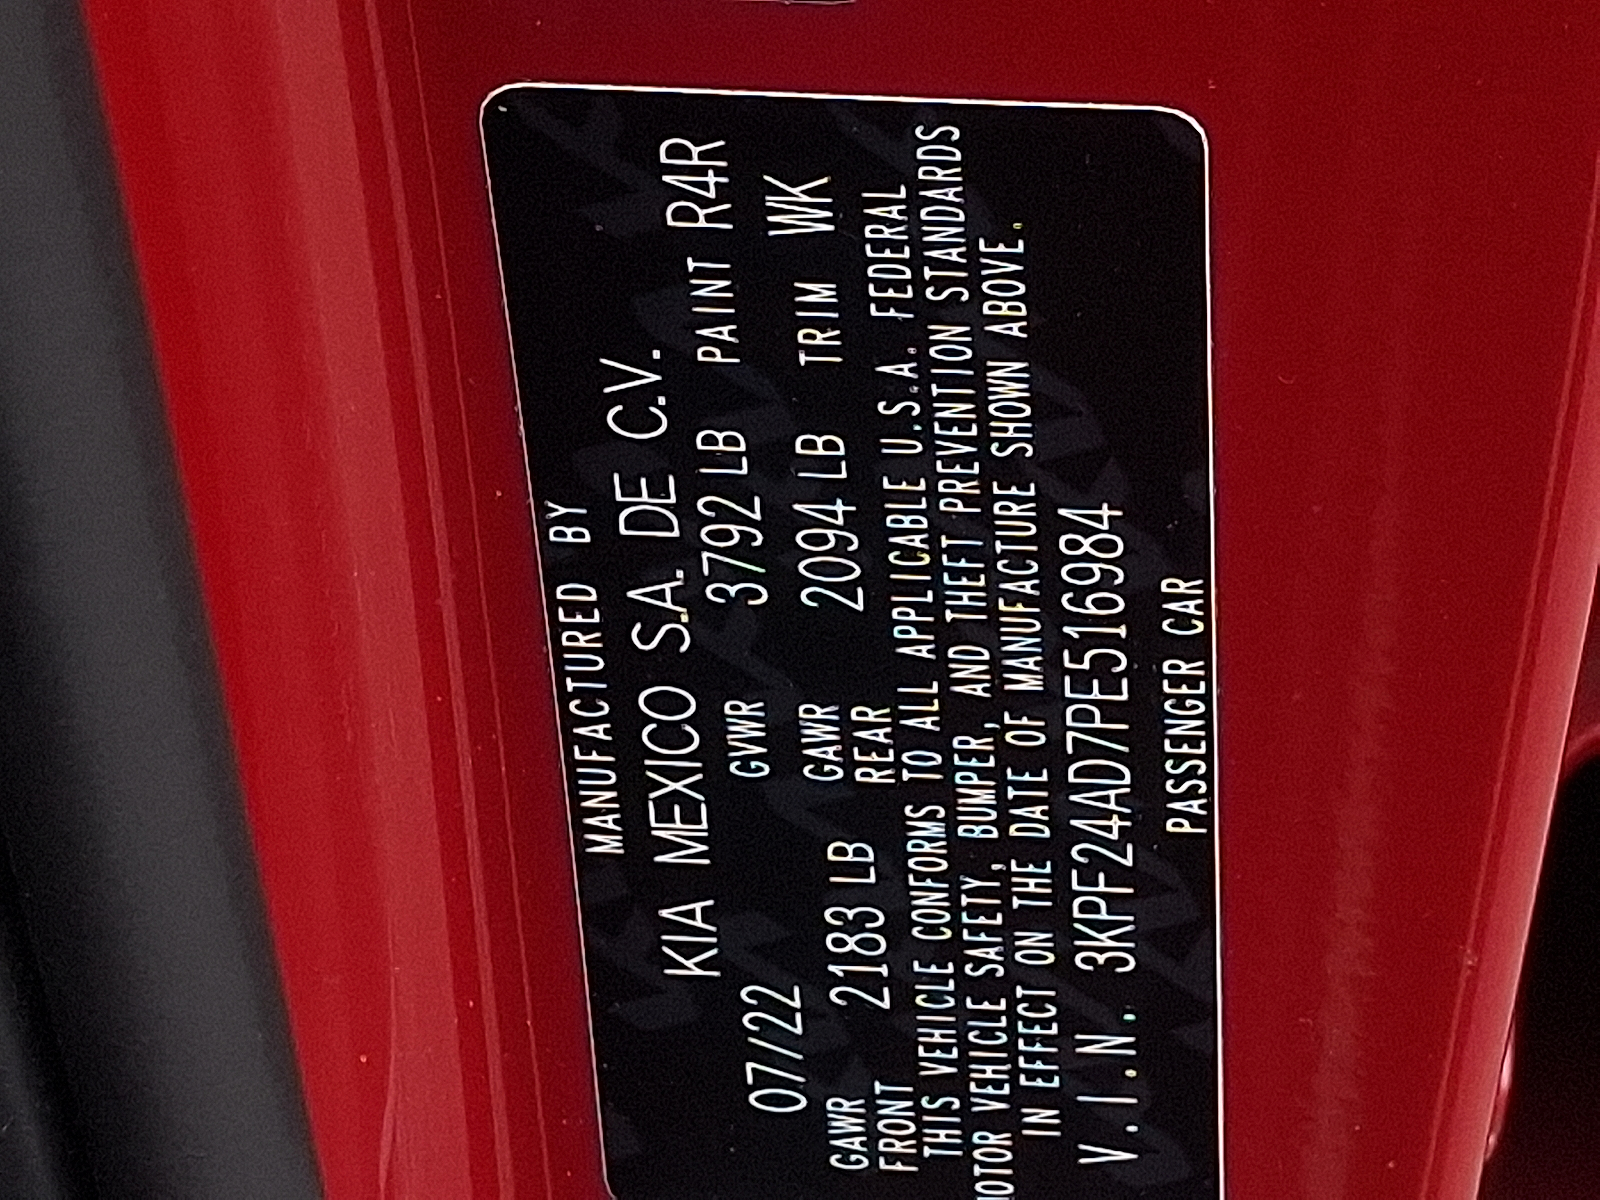 MANUFACTURED BY
KIA MEXICO S.A. DE C.V.
07/22 GVWR 3792 LB PAINT R4R
GAWR FRONT 2183 LB GAWR REAR 2094 LB TRIM WK
THIS VEHICLE CONFORMS TO ALL APPLICABLE U.S.A. FEDERAL
MOTOR VEHICLE SAFETY, BUMPER, AND THEFT PREVENTION STANDARDS
IN EFFECT ON THE DATE OF MANUFACTURE SHOWN ABOVE.
V.I.N. 3KPF24AD7PE516984
PASSENGER CAR